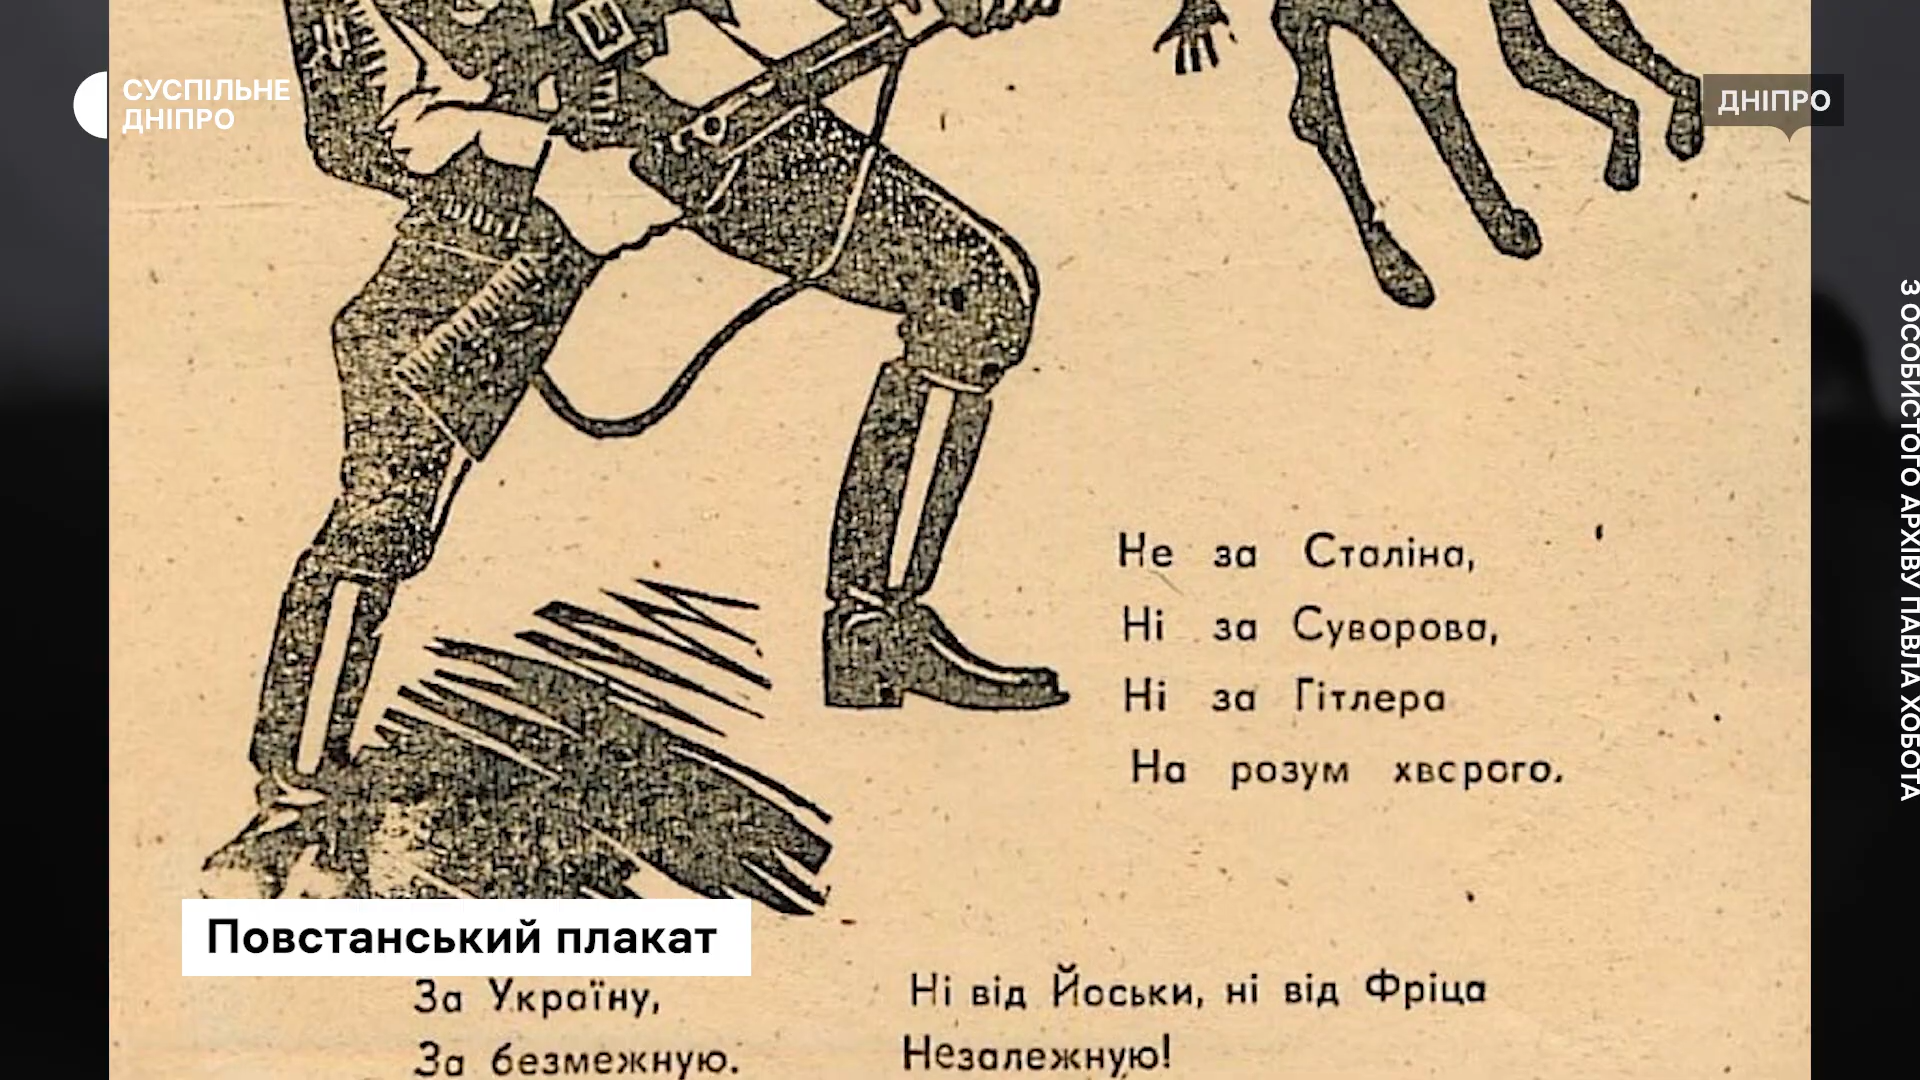 СУСПІЛЬНЕ
ДНІПРО
ДНІПРО
З ОСОБИСТОГО АРХІВУ ПАВЛА ХОБОТА
Не за Сталіна,
Ні за Суворова,
Ні за Гітлера
На розум хворого.
Повстанський плакат
За Україну,
За безмежную.
Ні від Йоськи, ні від Фріца
Незалежную!